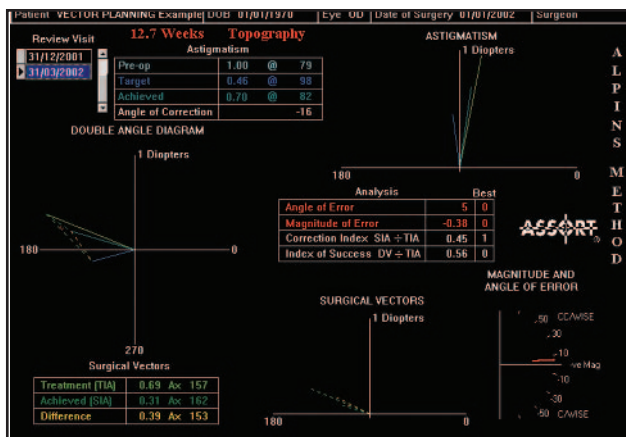 Patient VECTOR PLANNING Example DOB 01/01/1970 Eye OD Date of Surgery 01/01/2002 Surgeon
Review Visit
31/12/2001
31/03/2002
12.7 Weeks Topography
Astigmatism
Pre-op 1.00 @ 79
Target 0.46 @ 98
Achieved 0.70 @ 82
Angle of Correction -16
ASTIGMATISM
1 Diopters
180 0
DOUBLE ANGLE DIAGRAM
1 Diopters
180 0
270
Analysis Best
Angle of Error 5 0
Magnitude of Error -0.38 0
Correction Index SIA ÷ TIA 0.45 1
Index of Success DV ÷ TIA 0.56 0
ALPINS METHOD
ASSORT®
Surgical Vectors
Treatment (TIA) 0.69 Ax 157
Achieved (SIA) 0.31 Ax 162
Difference 0.39 Ax 153
SURGICAL VECTORS
1 Diopters
180 0
MAGNITUDE AND
ANGLE OF ERROR
50 CC/WISE
30
10
-ve Mag
-10
-30
-50 C/WISE